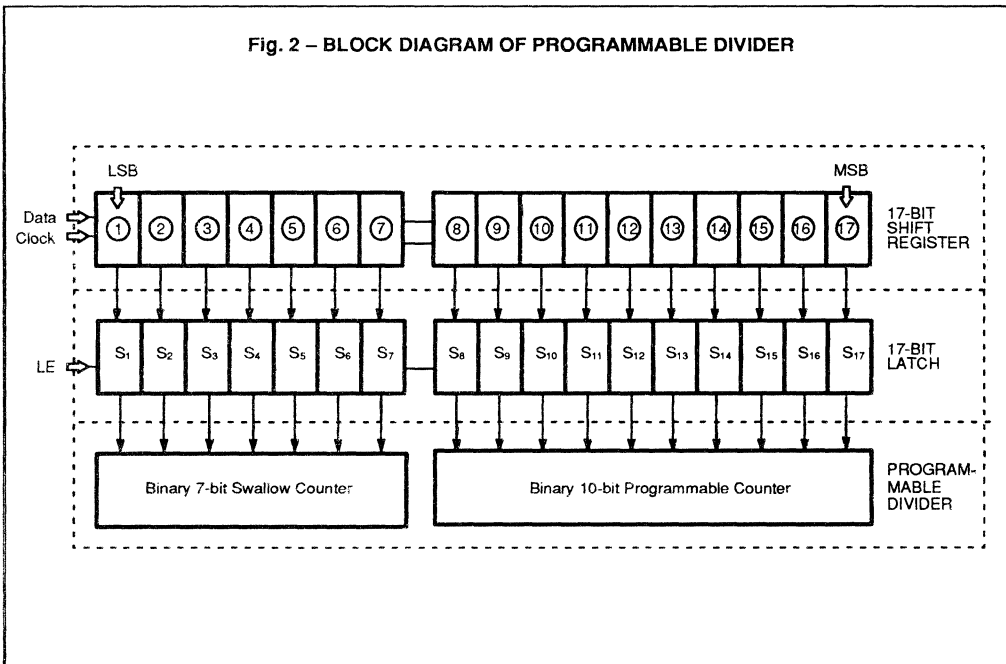 Fig. 2 – BLOCK DIAGRAM OF PROGRAMMABLE DIVIDER
LSB
MSB
Data
Clock
1 2 3 4 5 6 7 8 9 10 11 12 13 14 15 16 17
17-BIT
SHIFT
REGISTER
LE
S1 S2 S3 S4 S5 S6 S7 S8 S9 S10 S11 S12 S13 S14 S15 S16 S17
17-BIT
LATCH
Binary 7-bit Swallow Counter
Binary 10-bit Programmable Counter
PROGRAM-
MABLE
DIVIDER